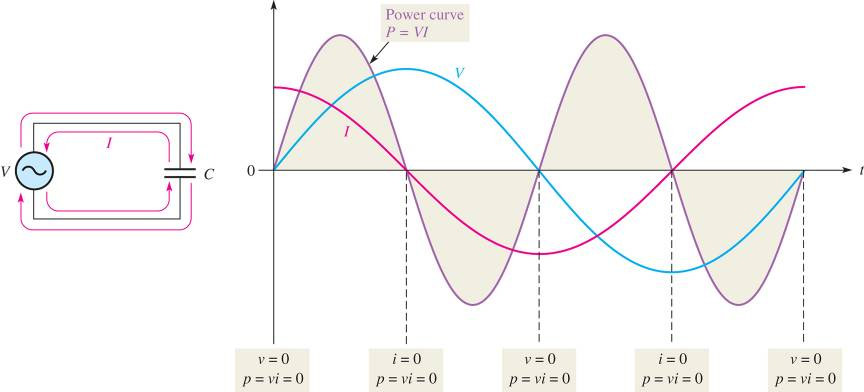 Power curve
P = VI
V
I
I
V
C
0
t
v = 0
p = vi = 0
i = 0
p = vi = 0
v = 0
p = vi = 0
i = 0
p = vi = 0
v = 0
p = vi = 0